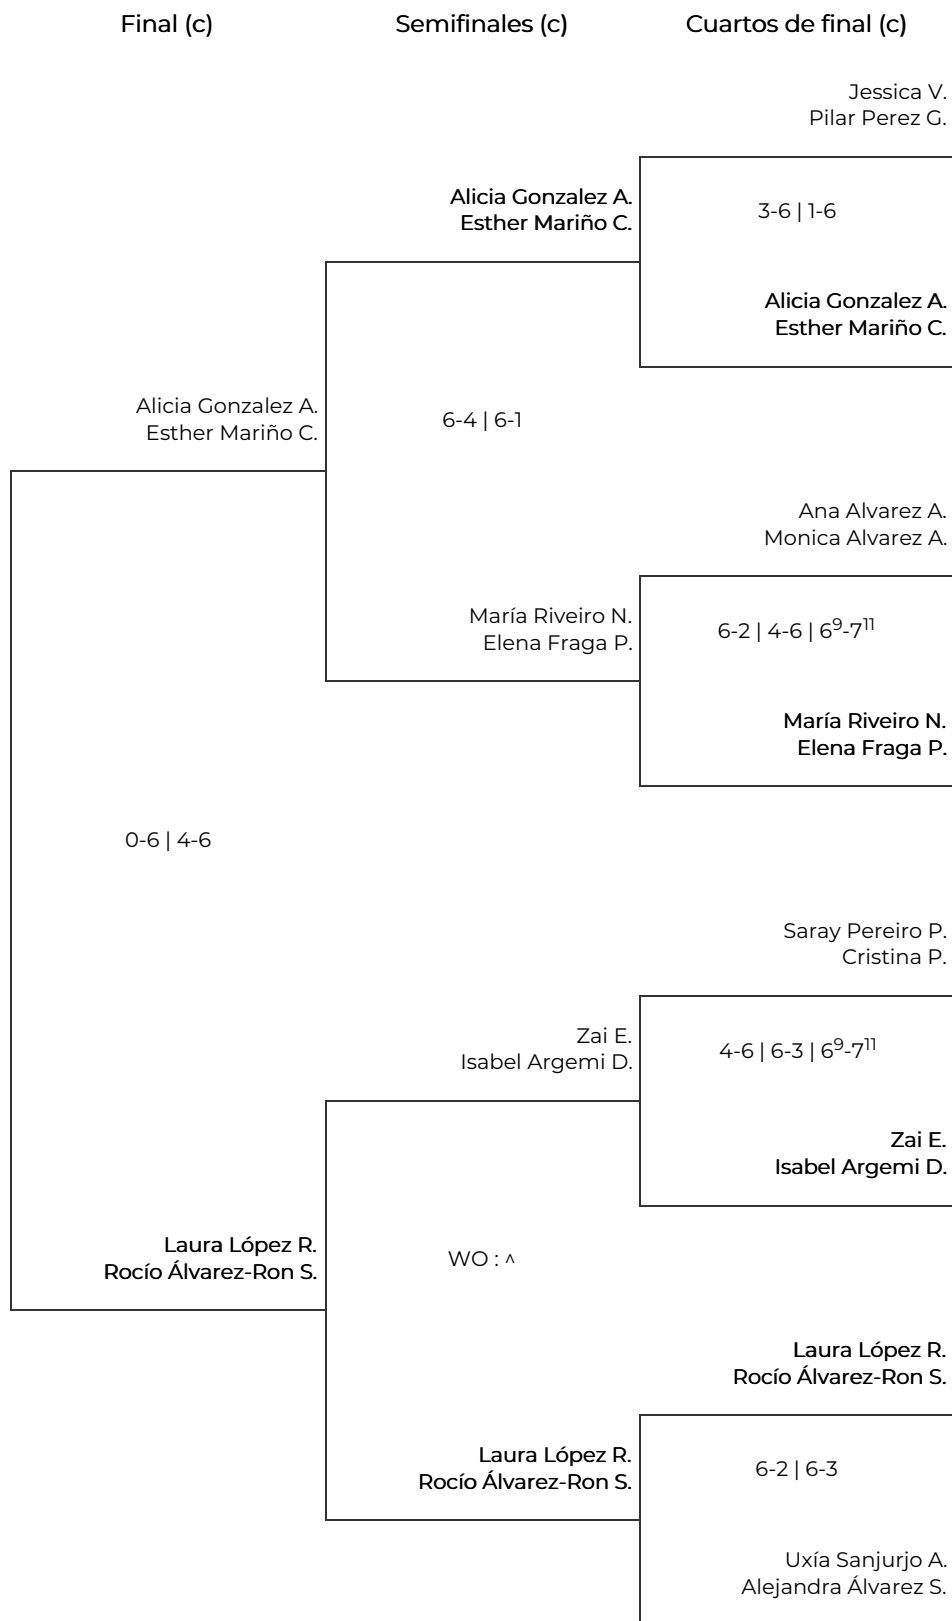 Final (c)
Semifinales (c)
Cuartos de final (c)
Jessica V.
Pilar Perez G.
Alicia Gonzalez A.
Esther Mariño C.
3-6 | 1-6
Alicia Gonzalez A.
Esther Mariño C.
Alicia Gonzalez A.
Esther Mariño C.
6-4 | 6-1
Ana Alvarez A.
Monica Alvarez A.
María Riveiro N.
Elena Fraga P.
6-2 | 4-6 | 6⁹-7¹¹
María Riveiro N.
Elena Fraga P.
0-6 | 4-6
Saray Pereiro P.
Cristina P.
Zai E.
Isabel Argemi D.
4-6 | 6-3 | 6⁹-7¹¹
Zai E.
Isabel Argemi D.
Laura López R.
Rocío Álvarez-Ron S.
WO : ^
Laura López R.
Rocío Álvarez-Ron S.
Laura López R.
Rocío Álvarez-Ron S.
6-2 | 6-3
Uxía Sanjurjo A.
Alejandra Álvarez S.